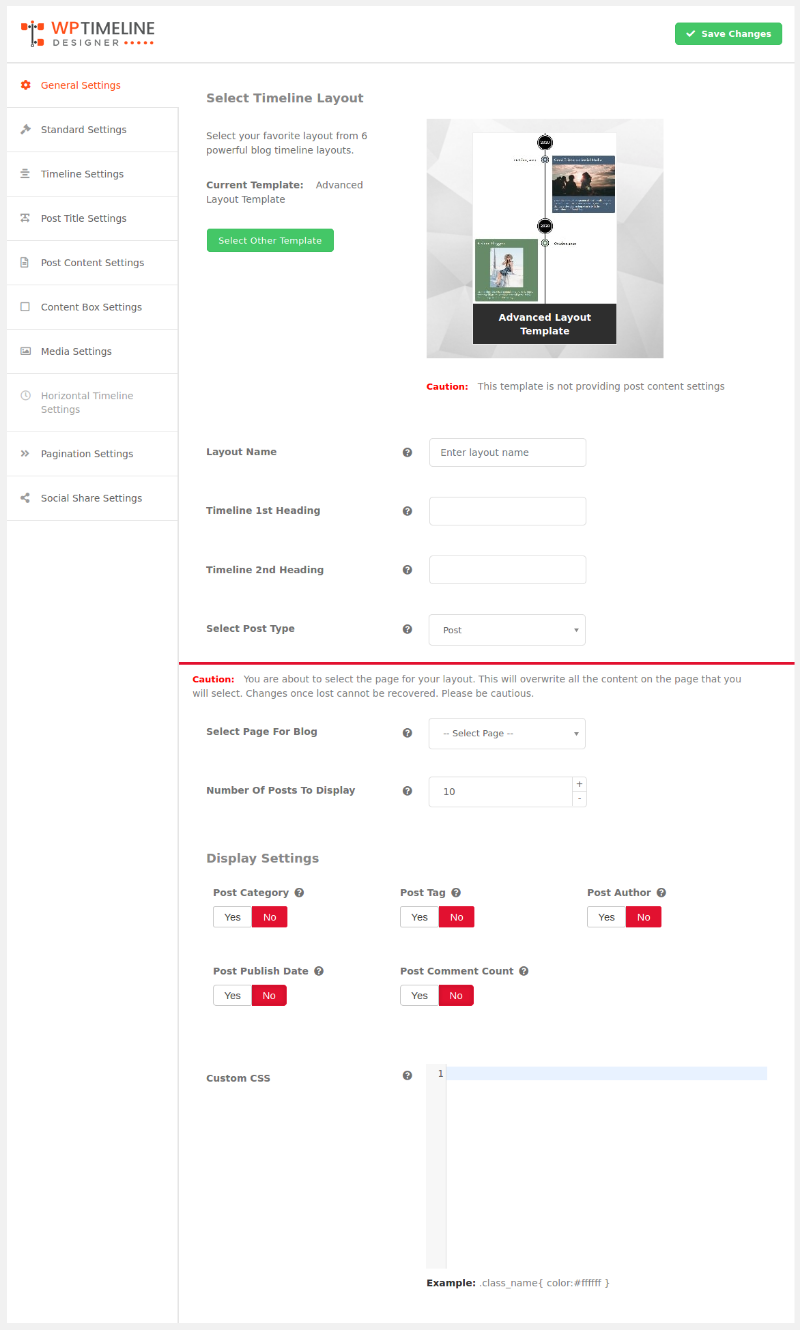 WPTIMELINE
DESIGNER
Save Changes
General Settings
Standard Settings
Timeline Settings
Post Title Settings
Post Content Settings
Content Box Settings
Media Settings
Horizontal Timeline
Settings
Pagination Settings
Social Share Settings
Select Timeline Layout
Select your favorite layout from 6
powerful blog timeline layouts.
Current Template: Advanced
Layout Template
Select Other Template
2020
2020
Advanced Layout
Template
Caution: This template is not providing post content settings
Layout Name
Enter layout name
Timeline 1st Heading
Timeline 2nd Heading
Select Post Type
Post
Caution: You are about to select the page for your layout. This will overwrite all the content on the page that you
will select. Changes once lost cannot be recovered. Please be cautious.
Select Page For Blog
-- Select Page --
Number Of Posts To Display
10
+
-
Display Settings
Post Category
Yes No
Post Tag
Yes No
Post Author
Yes No
Post Publish Date
Yes No
Post Comment Count
Yes No
Custom CSS
1
Example: .class_name{ color:#ffffff }